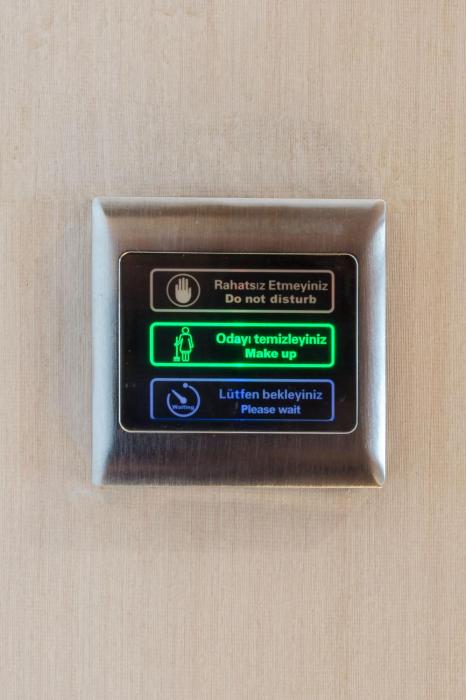 Rahatsız Etmeyiniz
Do not disturb
Odayı temizleyiniz
Make up
Waiting
Lütfen bekleyiniz
Please wait